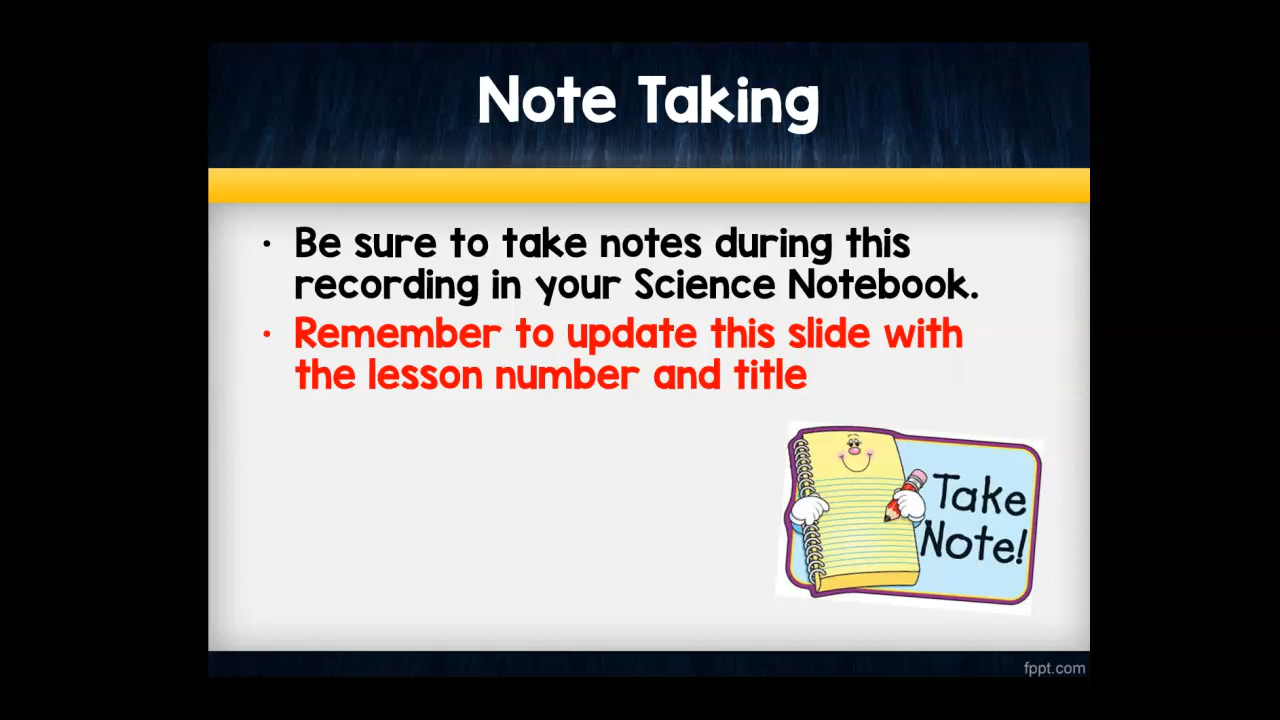 Note Taking
• Be sure to take notes during this
recording in your Science Notebook.
• Remember to update this slide with
the lesson number and title
Take
Note!
fppt.com